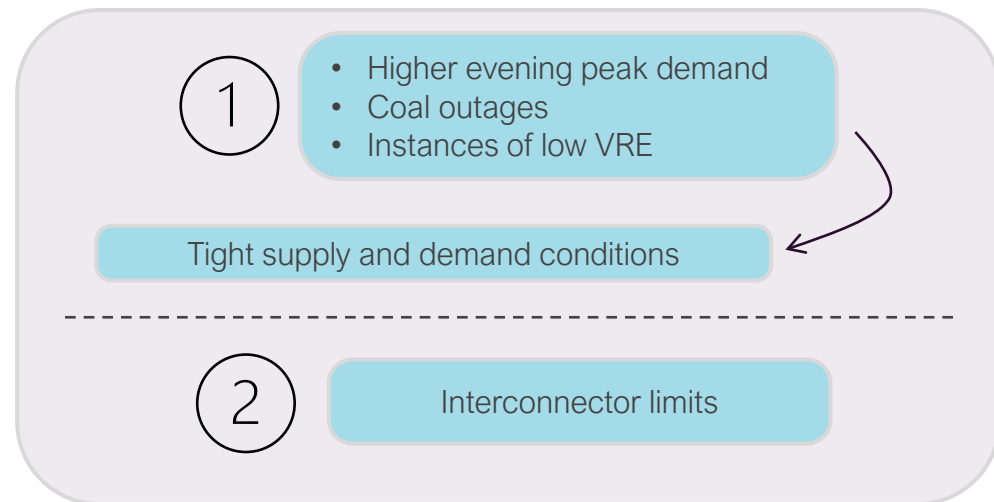 1
• Higher evening peak demand
• Coal outages
• Instances of low VRE
Tight supply and demand conditions
2
Interconnector limits